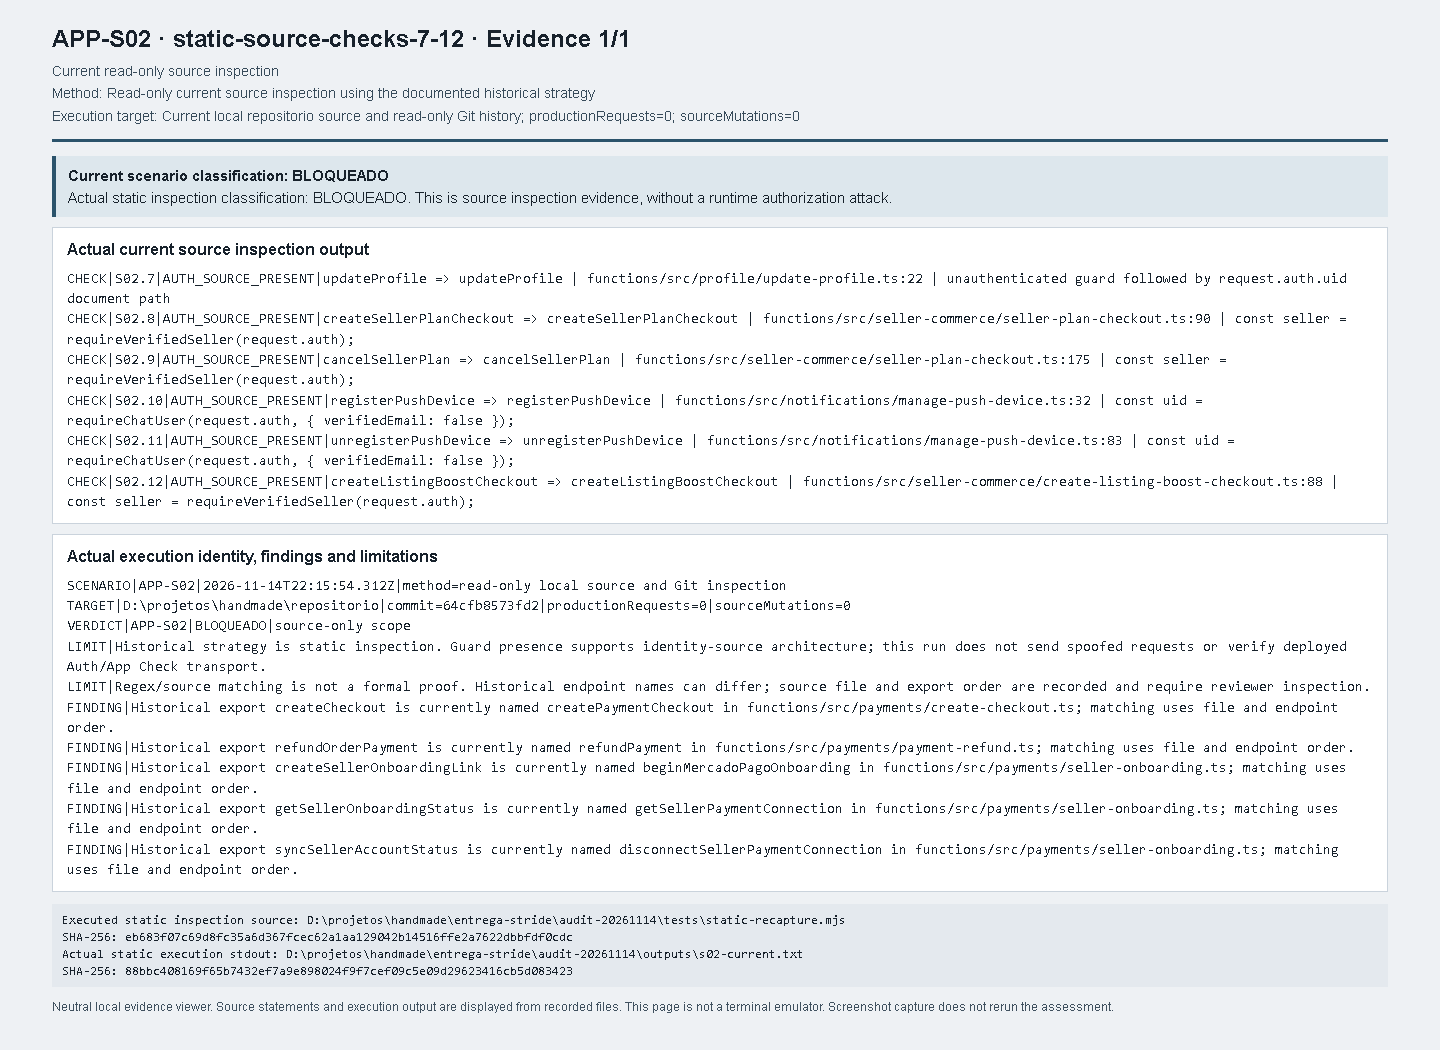 APP-S02 · static-source-checks-7-12 · Evidence 1/1
Current read-only source inspection
Method: Read-only current source inspection using the documented historical strategy
Execution target: Current local repositorio source and read-only Git history; productionRequests=0; sourceMutations=0
Current scenario classification: BLOQUEADO
Actual static inspection classification: BLOQUEADO. This is source inspection evidence, without a runtime authorization attack.
Actual current source inspection output
CHECK|S02.7|AUTH_SOURCE_PRESENT|updateProfile => updateProfile | functions/src/profile/update-profile.ts:22 | unauthenticated guard followed by request.auth.uid
document path
CHECK|S02.8|AUTH_SOURCE_PRESENT|createSellerPlanCheckout => createSellerPlanCheckout | functions/src/seller-commerce/seller-plan-checkout.ts:90 | const seller =
requireVerifiedSeller(request.auth);
CHECK|S02.9|AUTH_SOURCE_PRESENT|cancelSellerPlan => cancelSellerPlan | functions/src/seller-commerce/seller-plan-checkout.ts:175 | const seller =
requireVerifiedSeller(request.auth);
CHECK|S02.10|AUTH_SOURCE_PRESENT|registerPushDevice => registerPushDevice | functions/src/notifications/manage-push-device.ts:32 | const uid =
requireChatUser(request.auth, { verifiedEmail: false });
CHECK|S02.11|AUTH_SOURCE_PRESENT|unregisterPushDevice => unregisterPushDevice | functions/src/notifications/manage-push-device.ts:83 | const uid =
requireChatUser(request.auth, { verifiedEmail: false });
CHECK|S02.12|AUTH_SOURCE_PRESENT|createListingBoostCheckout => createListingBoostCheckout | functions/src/seller-commerce/create-listing-boost-checkout.ts:88 |
const seller = requireVerifiedSeller(request.auth);
Actual execution identity, findings and limitations
SCENARIO|APP-S02|2026-11-14T22:15:54.312Z|method=read-only local source and Git inspection
TARGET|D:\projetos\handmade\repositorio|commit=64cfb8573fd2|productionRequests=0|sourceMutations=0
VERDICT|APP-S02|BLOQUEADO|source-only scope
LIMIT|Historical strategy is static inspection. Guard presence supports identity-source architecture; this run does not send spoofed requests or verify deployed
Auth/App Check transport.
LIMIT|Regex/source matching is not a formal proof. Historical endpoint names can differ; source file and export order are recorded and require reviewer inspection.
FINDING|Historical export createCheckout is currently named createPaymentCheckout in functions/src/payments/create-checkout.ts; matching uses file and endpoint
order.
FINDING|Historical export refundOrderPayment is currently named refundPayment in functions/src/payments/payment-refund.ts; matching uses file and endpoint order.
FINDING|Historical export createSellerOnboardingLink is currently named beginMercadoPagoOnboarding in functions/src/payments/seller-onboarding.ts; matching uses
file and endpoint order.
FINDING|Historical export getSellerOnboardingStatus is currently named getSellerPaymentConnection in functions/src/payments/seller-onboarding.ts; matching uses
file and endpoint order.
FINDING|Historical export syncSellerAccountStatus is currently named disconnectSellerPaymentConnection in functions/src/payments/seller-onboarding.ts; matching
uses file and endpoint order.
Executed static inspection source: D:\projetos\handmade\entrega-stride\audit-20261114\tests\static-recapture.mjs
SHA-256: eb683f07c69d8fc35a6d367fcec62a1aa129042b14516ffe2a7622dbbfdf0cdc
Actual static execution stdout: D:\projetos\handmade\entrega-stride\audit-20261114\outputs\s02-current.txt
SHA-256: 88bbc408169f65b7432ef7a9e898024f9f7cef09c5e09d29623416cb5d083423
Neutral local evidence viewer. Source statements and execution output are displayed from recorded files. This page is not a terminal emulator. Screenshot capture does not rerun the assessment.